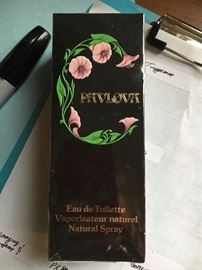 PAVLOVA
Eau de Toilette
Vaporisateur naturel
Natural Spray